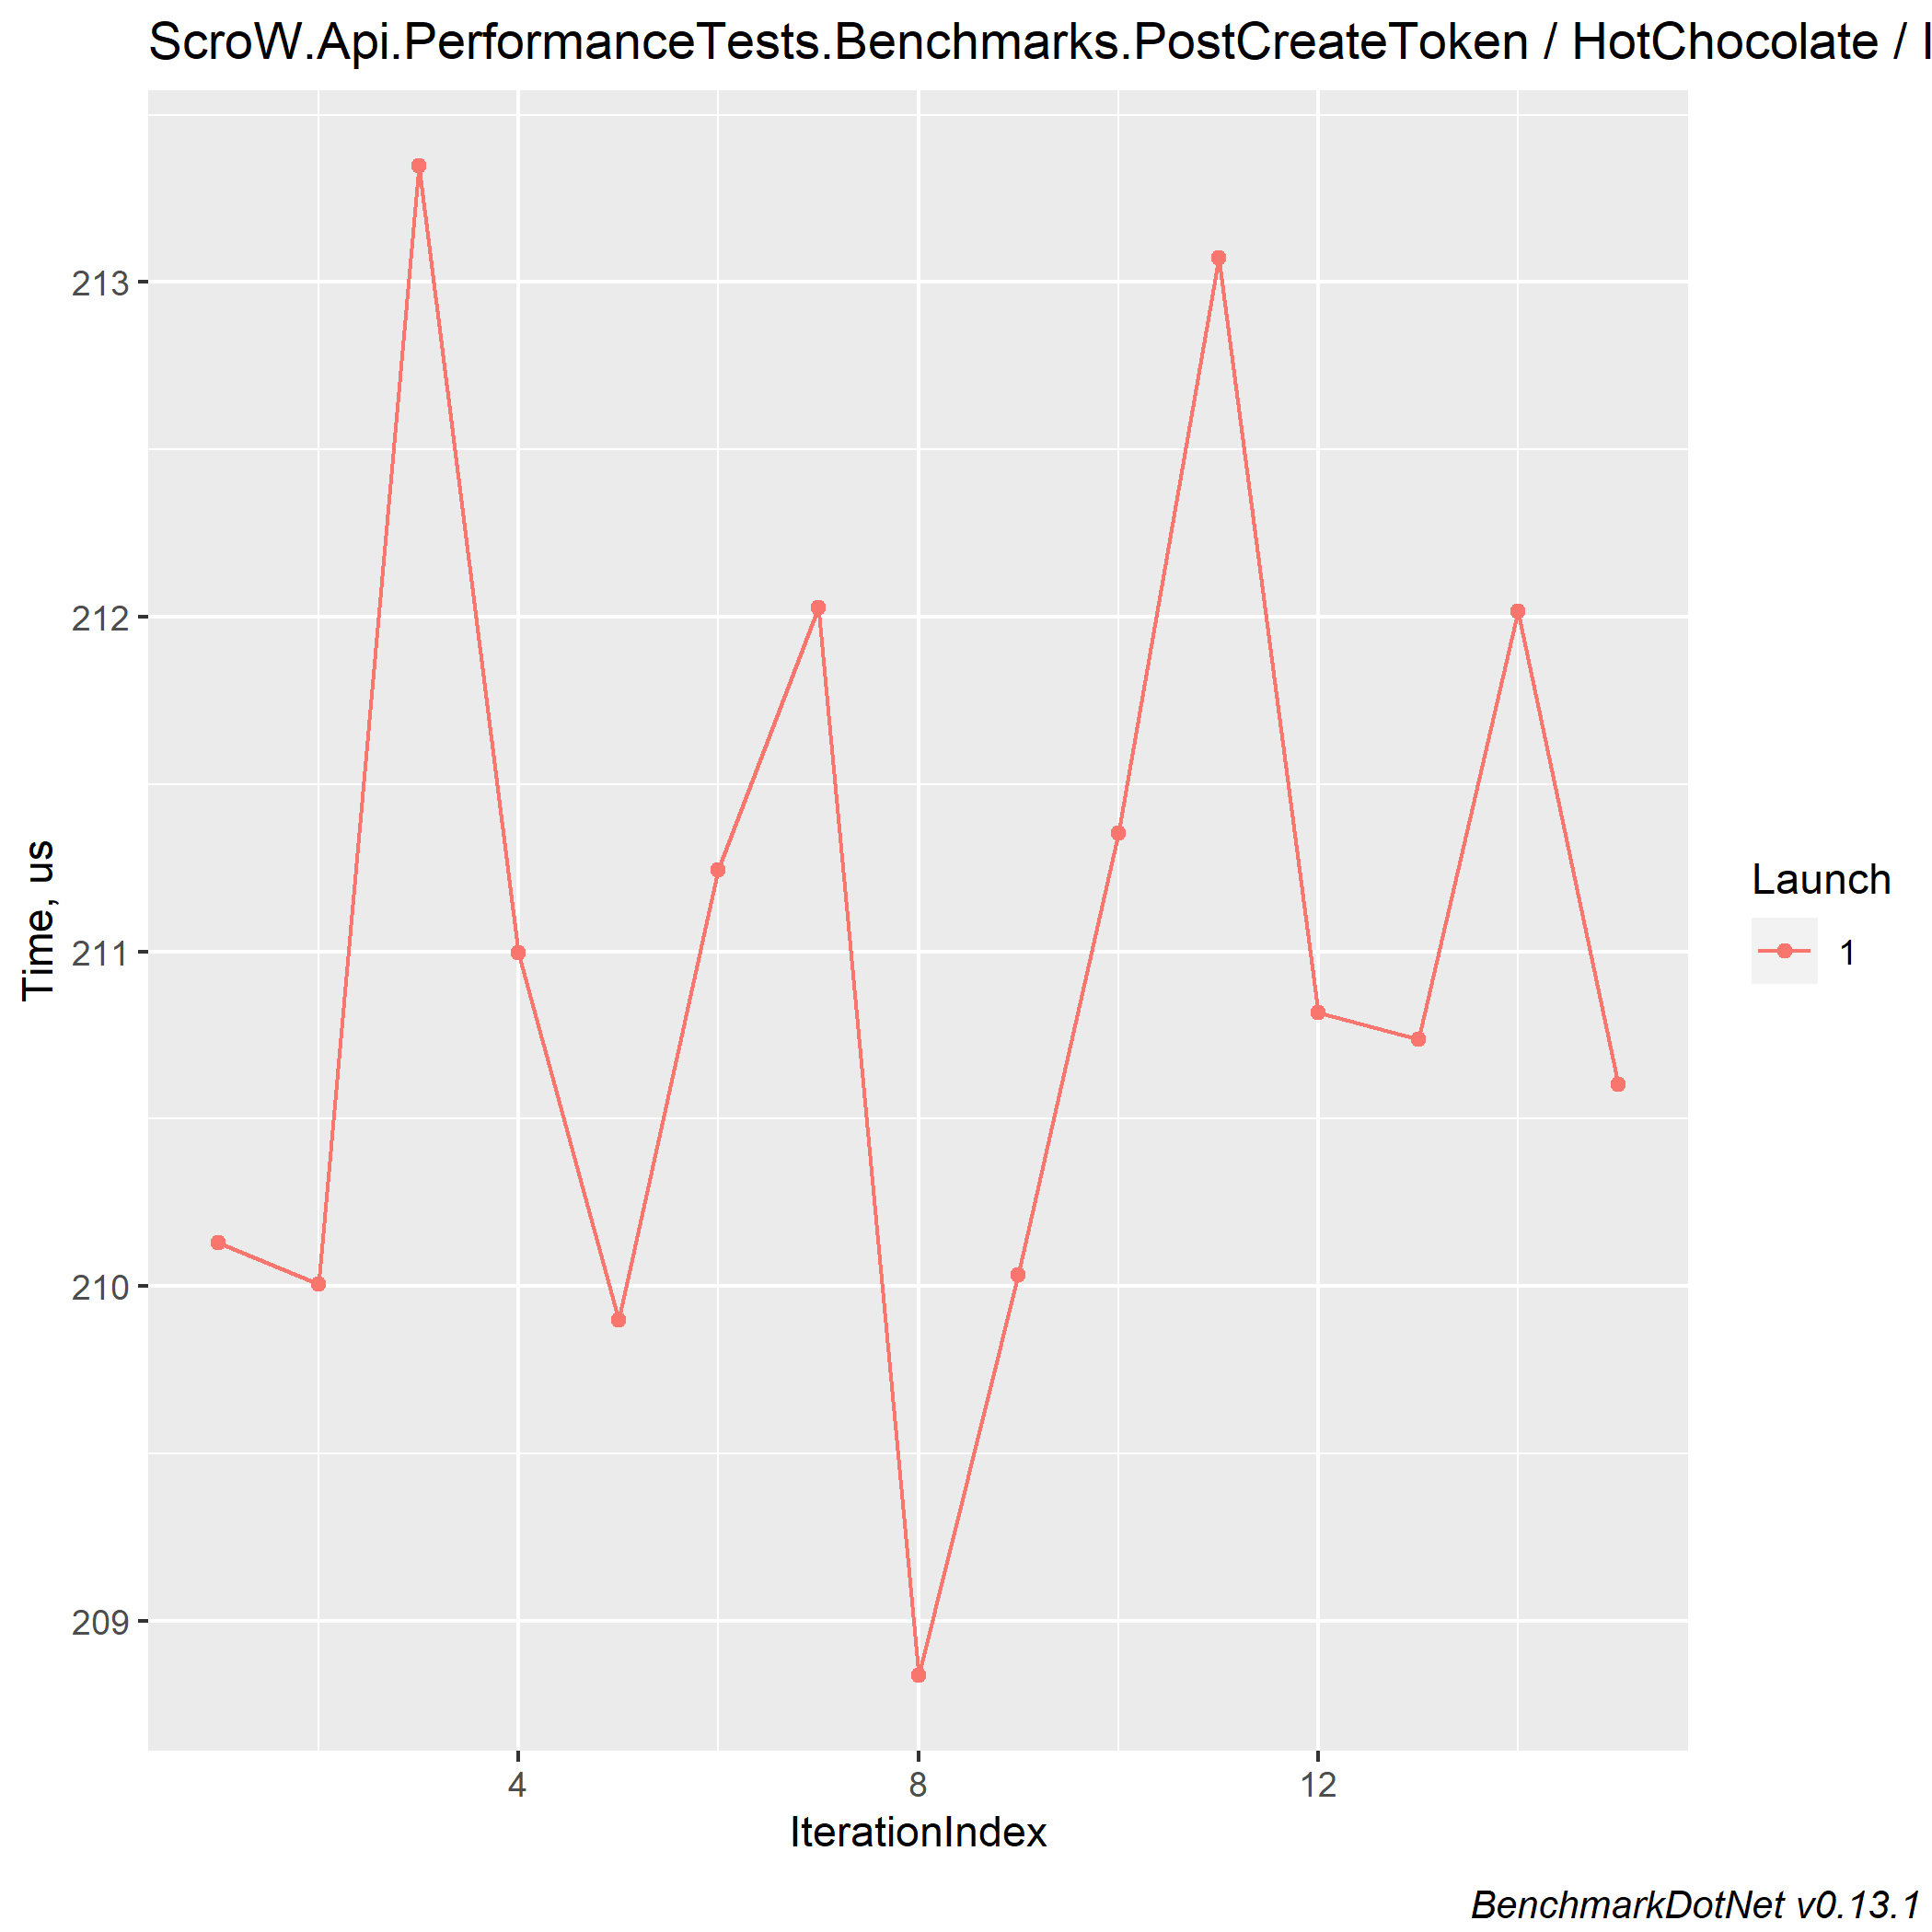 ScroW.Api.PerformanceTests.Benchmarks.PostCreateToken / HotChocolate /
213
212
211
210
209
Time, us
4 8 12
IterationIndex
Launch
1
BenchmarkDotNet v0.13.1